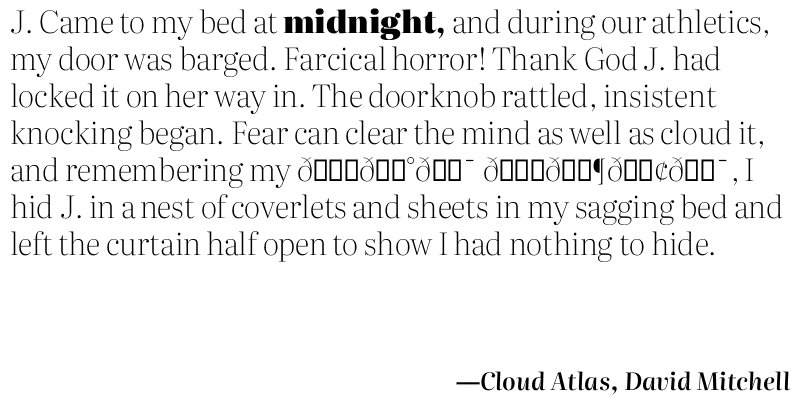 J. Came to my bed at midnight, and during our athletics,
my door was barged. Farcical horror! Thank God J. had
locked it on her way in. The doorknob rattled, insistent
knocking began. Fear can clear the mind as well as cloud it,
and remembering my , I
hid J. in a nest of coverlets and sheets in my sagging bed and
left the curtain half open to show I had nothing to hide.
—Cloud Atlas, David Mitchell